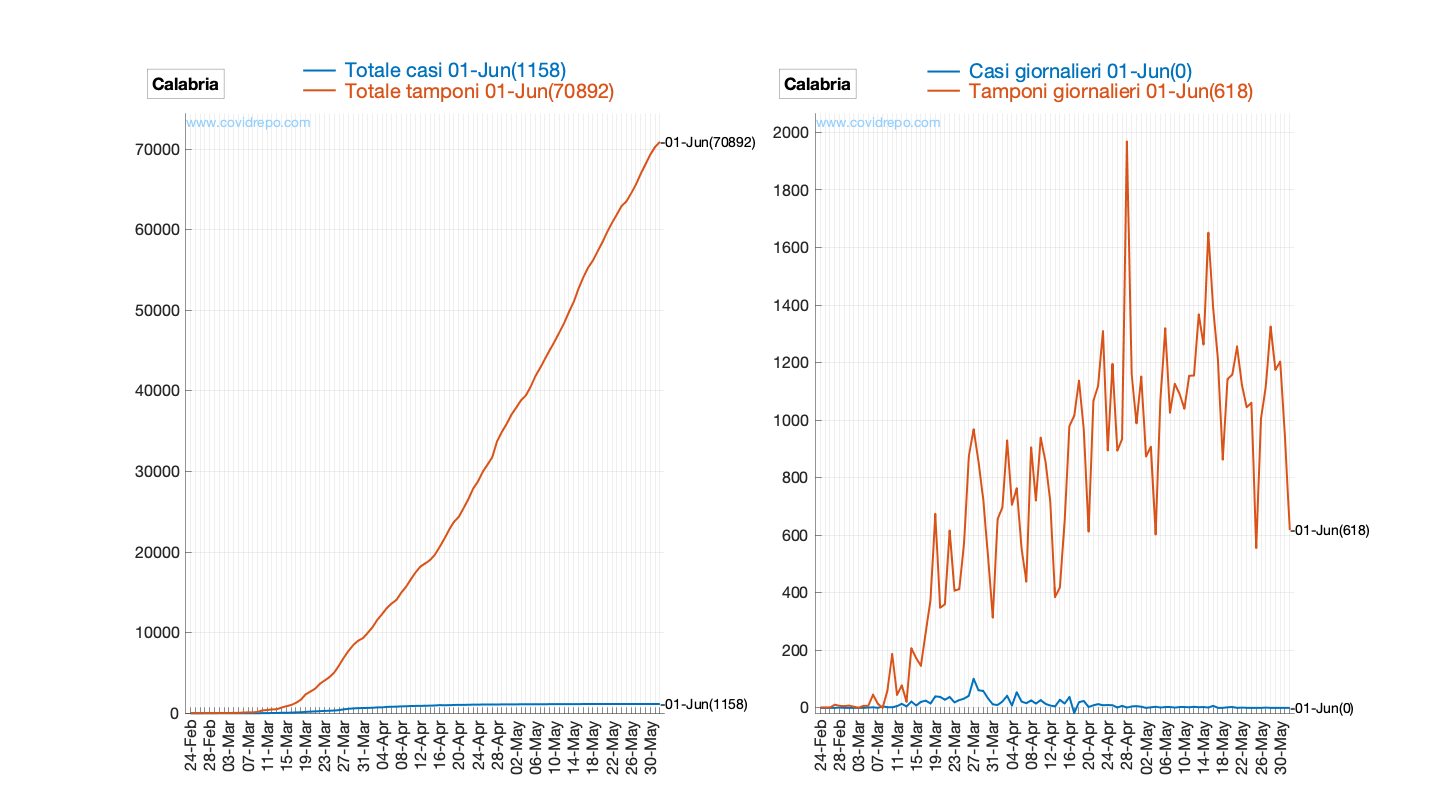 Calabria
Totale casi 01-Jun(1158)
Totale tamponi 01-Jun(70892)
www.covidrepo.com
70000
60000
50000
40000
30000
20000
10000
0
-01-Jun(70892)
-01-Jun(1158)
24-Feb
28-Feb
03-Mar
07-Mar
11-Mar
15-Mar
19-Mar
23-Mar
27-Mar
31-Mar
04-Apr
08-Apr
12-Apr
16-Apr
20-Apr
24-Apr
28-Apr
02-May
06-May
10-May
14-May
18-May
22-May
26-May
30-May
Calabria
Casi giornalieri 01-Jun(0)
Tamponi giornalieri 01-Jun(618)
www.covidrepo.com
2000
1800
1600
1400
1200
1000
800
600
400
200
0
-01-Jun(618)
-01-Jun(0)
24-Feb
28-Feb
03-Mar
07-Mar
11-Mar
15-Mar
19-Mar
23-Mar
27-Mar
31-Mar
04-Apr
08-Apr
12-Apr
16-Apr
20-Apr
24-Apr
28-Apr
02-May
06-May
10-May
14-May
18-May
22-May
26-May
30-May